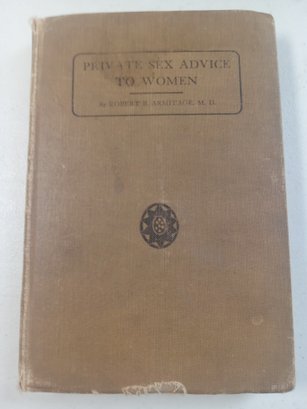 PRIVATE SEX ADVICE
TO WOMEN
By ROBERT B. ARMITAGE, M. D.